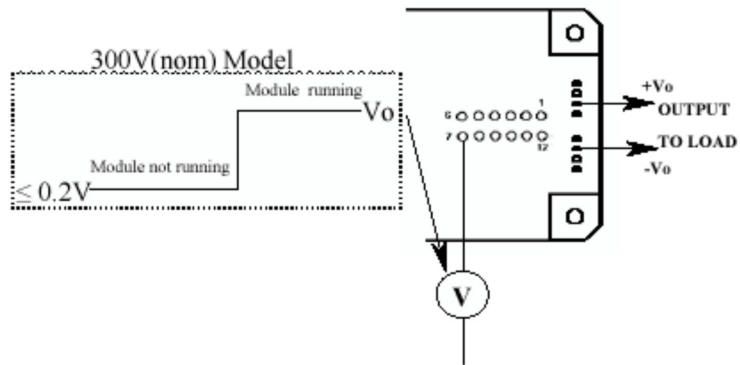 300V(nom) Model
Module running
Vo
Module not running
≤ 0.2V
1
6
7
12
+Vo
OUTPUT
TO LOAD
-Vo
V